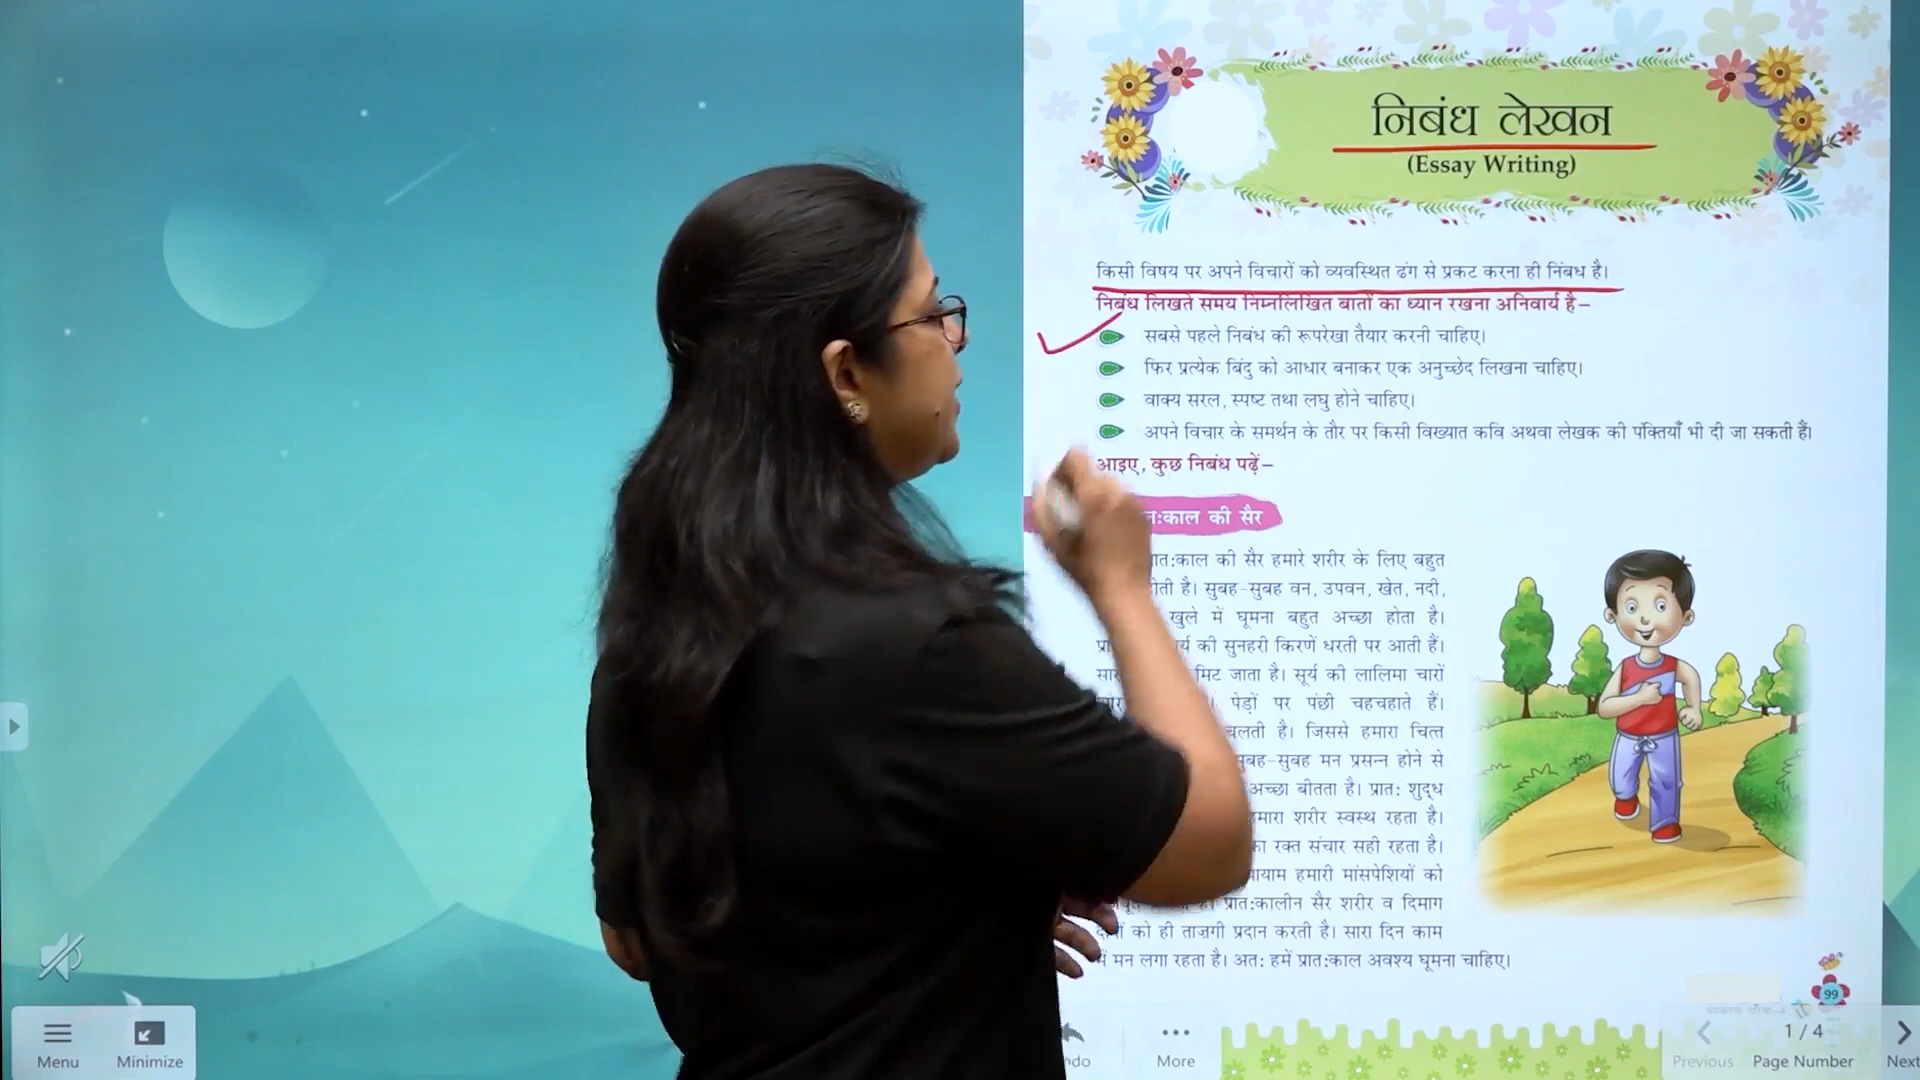 निबंध लेखन
(Essay Writing)
किसी विषय पर अपने विचारों को व्यवस्थित ढंग से प्रकट करना ही निबंध है।
निबंध लिखते समय निम्नलिखित बातों का ध्यान रखना अनिवार्य है–
सबसे पहले निबंध की रूपरेखा तैयार करनी चाहिए।
फिर प्रत्येक बिंदु को आधार बनाकर एक अनुच्छेद लिखना चाहिए।
वाक्य सरल, स्पष्ट तथा लघु होने चाहिए।
अपने विचार के समर्थन के तौर पर किसी विख्यात कवि अथवा लेखक की पंक्तियाँ भी दी जा सकती हैं।
आइए, कुछ निबंध पढ़ें–
की सैर
की सैर हमारे शरीर के लिए बहुत
है। सुबह-सुबह वन, उपवन, खेत, नदी,
खुले में घूमना बहुत अच्छा होता है।
की सुनहरी किरणें धरती पर आती हैं।
मिट जाता है। सूर्य की लालिमा चारों
पेड़ों पर पंछी चहचहाते हैं।
चलती है। जिससे हमारा चित्त
सुबह-सुबह मन प्रसन्न होने से
अच्छा बीतता है। प्रात: शुद्ध
हमारा शरीर स्वस्थ रहता है।
का रक्त संचार सही रहता है।
हमारी मांसपेशियों को
प्रात:कालीन सैर शरीर व दिमाग
को ही ताज़गी प्रदान करती है। सारा दिन काम
में मन लगा रहता है। अत: हमें प्रात:काल अवश्य घूमना चाहिए।
99
Menu
Minimize
More
1 / 4
Previous
Page Number
Next